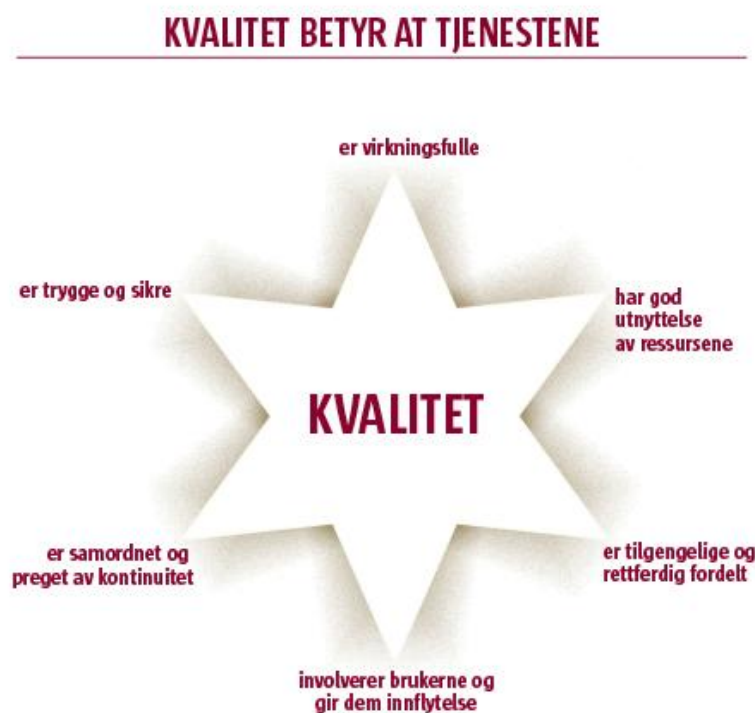 KVALITET BETYR AT TJENESTENE
er virkningsfulle
er trygge og sikre
har god
utnyttelse
av ressursene
KVALITET
er samordnet og
preget av kontinuitet
er tilgengelige og
rettferdig fordelt
involverer brukerne og
gir dem innflytelse